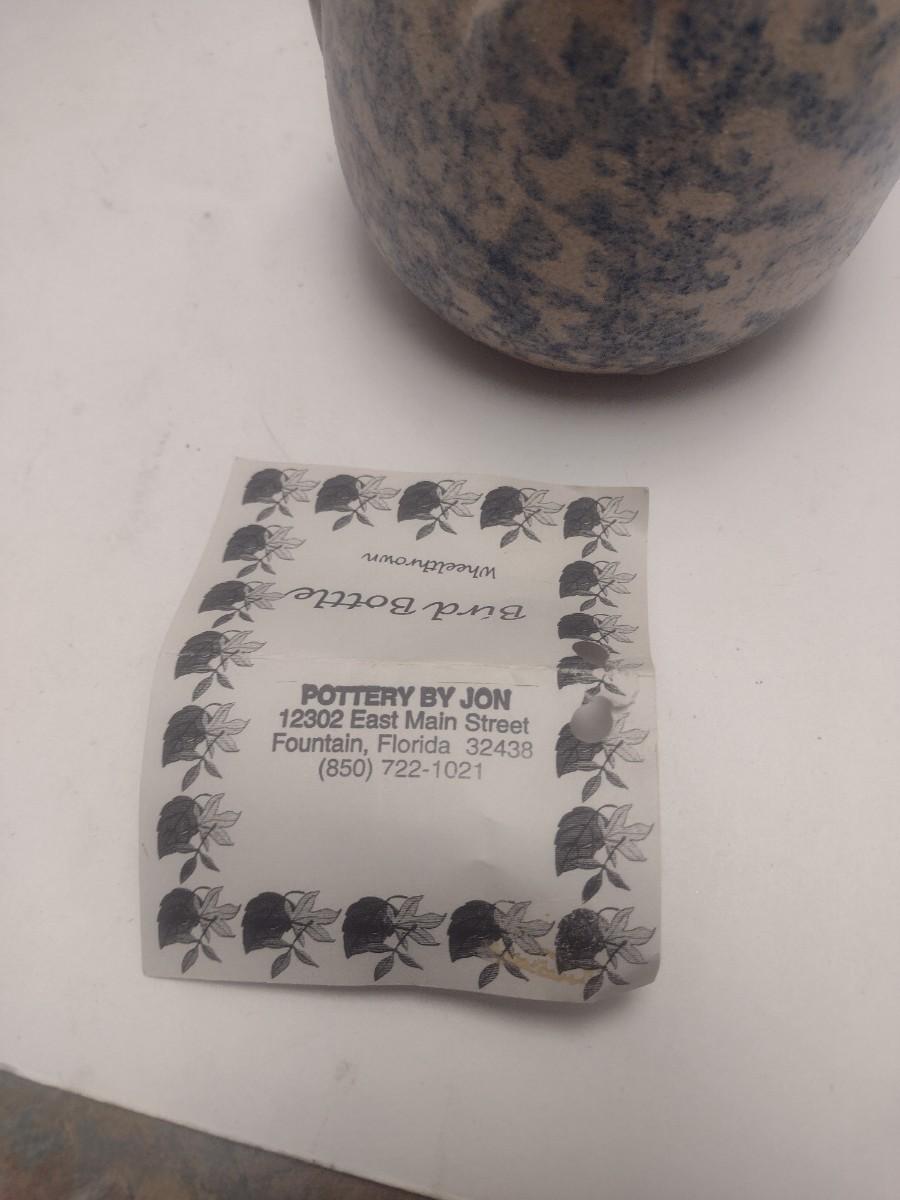 Bird Bottle
Wheelthrown
POTTERY BY JON
12302 East Main Street
Fountain, Florida 32438
(850) 722-1021